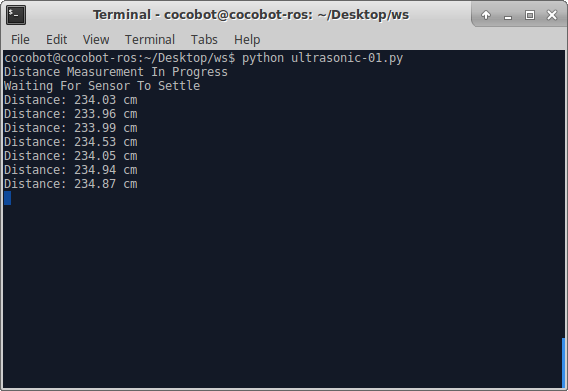 Terminal - cocobot@cocobot-ros: ~/Desktop/ws
File Edit View Terminal Tabs Help
cocobot@cocobot-ros:~/Desktop/ws$ python ultrasonic-01.py
Distance Measurement In Progress
Waiting For Sensor To Settle
Distance: 234.03 cm
Distance: 233.96 cm
Distance: 233.99 cm
Distance: 234.53 cm
Distance: 234.05 cm
Distance: 234.94 cm
Distance: 234.87 cm